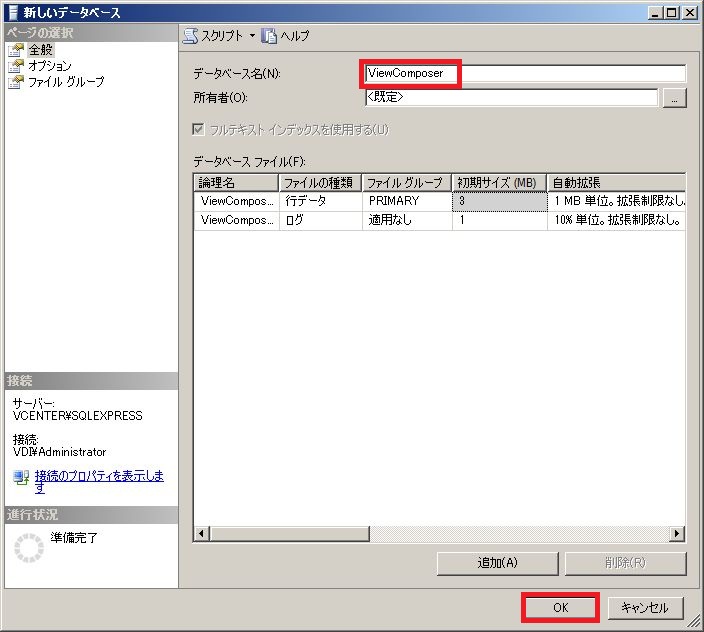 新しいデータベース
ページの選択
全般
オプション
ファイル グループ
スクリプト
ヘルプ
データベース名(N):
ViewComposer
所有者(O):
<既定>
...
フルテキスト インデックスを使用する(U)
データベース ファイル(F):
論理名 ファイルの種類 ファイル グループ 初期サイズ (MB) 自動拡張
ViewCompos... 行データ PRIMARY 3 1 MB 単位。拡張制限なし。
ViewCompos... ログ 適用なし 1 10% 単位。拡張制限なし。
接続
サーバー:
VCENTER¥SQLEXPRESS
接続:
VDI¥Administrator
接続のプロパティを表示しま
す
進行状況
準備完了
追加(A)
削除(R)
OK
キャンセル